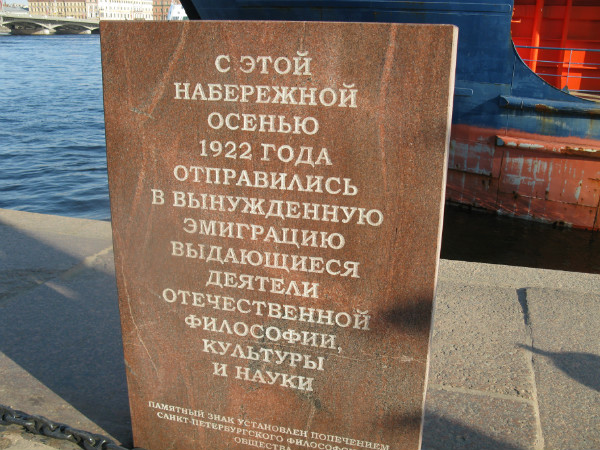 С ЭТОЙ
НАБЕРЕЖНОЙ
ОСЕНЬЮ
1922 ГОДА
ОТПРАВИЛИСЬ
В ВЫНУЖДЕННУЮ
ЭМИГРАЦИЮ
ВЫДАЮЩИЕСЯ
ДЕЯТЕЛИ
ОТЕЧЕСТВЕННОЙ
ФИЛОСОФИИ,
КУЛЬТУРЫ
И НАУКИ
ПАМЯТНЫЙ ЗНАК УСТАНОВЛЕН ПОПЕЧЕНИЕМ
САНКТ-ПЕТЕРБУРГСКОГО
ОБЩЕСТВА